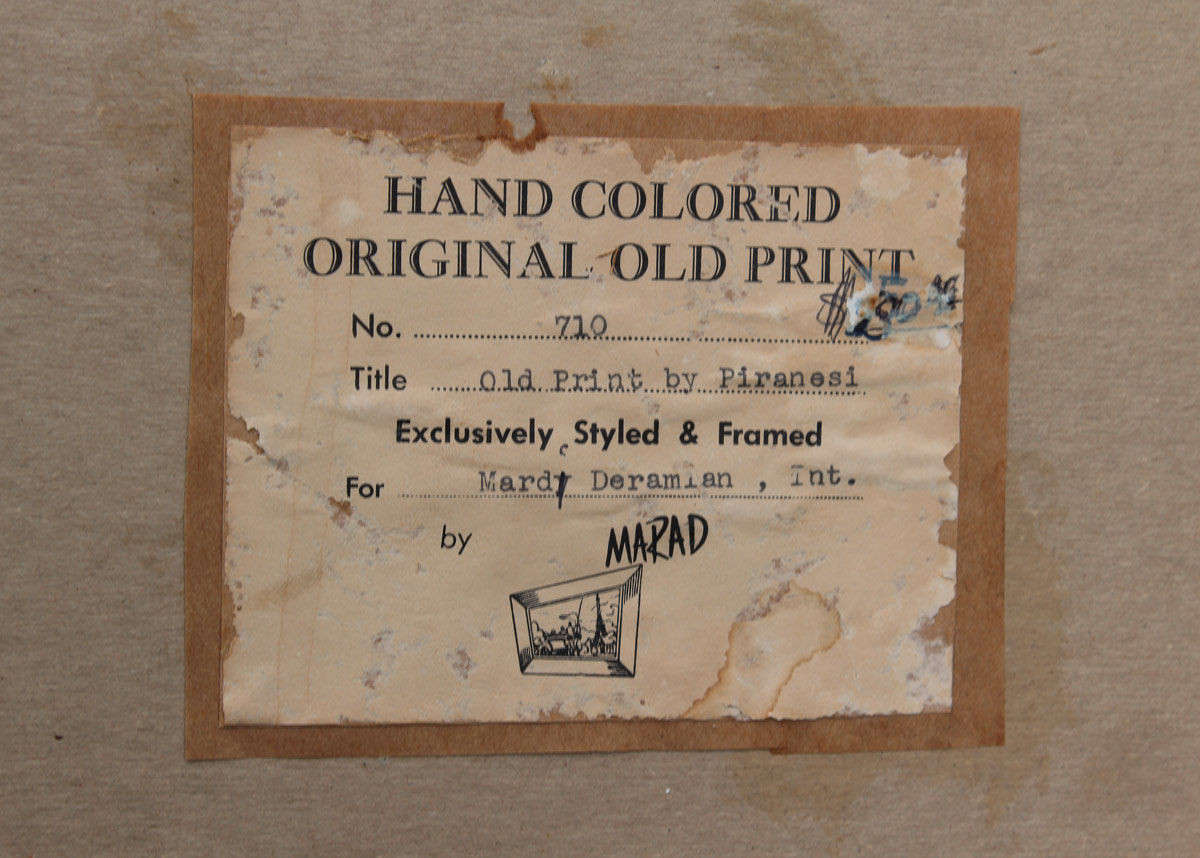 HAND COLORED
ORIGINAL OLD PRINT
No. 710
Title Old Print by Piranesi
Exclusively Styled & Framed
For Mardy Deramian , Int.
by MARAD